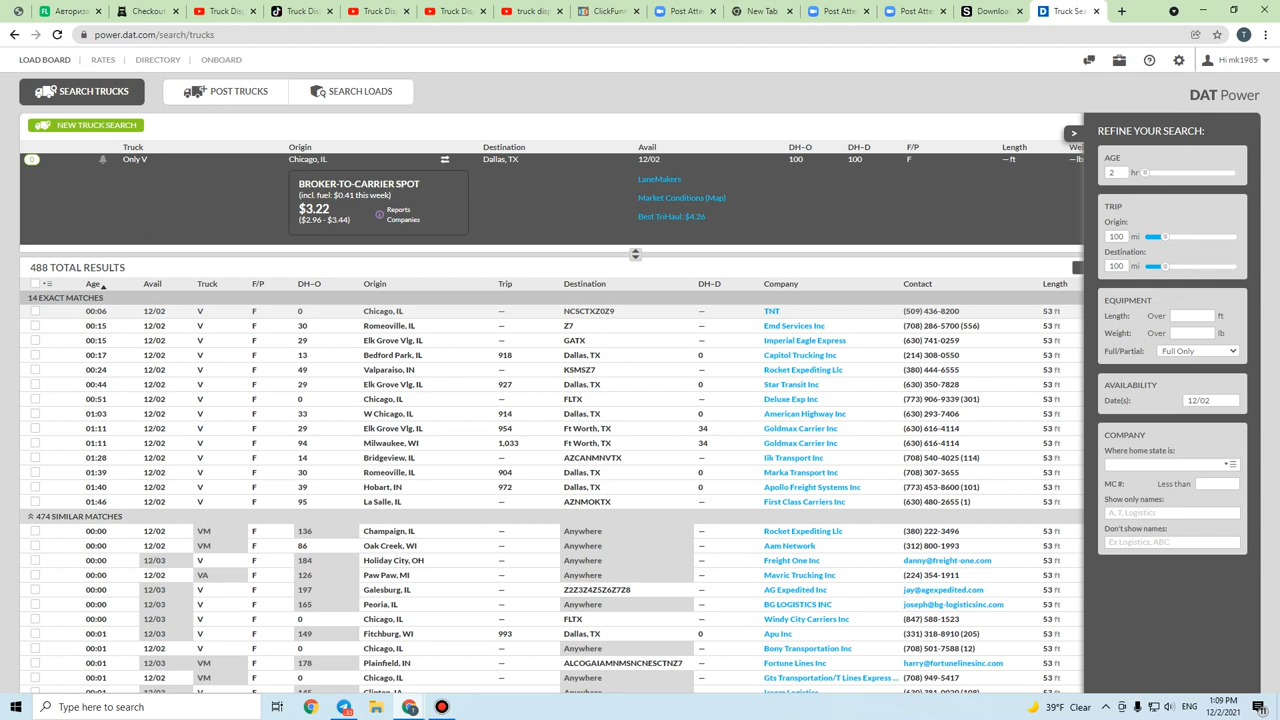 Aperovas
Checkout
Truck Dis
Truck Dis
Truck Dis
truck disp
ClickFun
Post Atte
New Tab
Post Atte
Post Atte
Downloa
Truck Sea
power.dat.com/search/trucks
T
LOAD BOARD RATES DIRECTORY ONBOARD
Hi mk1985
SEARCH TRUCKS POST TRUCKS SEARCH LOADS
DAT Power
NEW TRUCK SEARCH
Truck Origin Destination Avail DH–O DH–D F/P Length We
0 Only V Chicago, IL Dallas, TX 12/02 100 100 F — ft —lb
BROKER-TO-CARRIER SPOT
(incl. fuel: $0.41 this week)
$3.22
($2.96 - $3.44)
Reports
Companies
LaneMakers
Market Conditions (Map)
Best TriHaul: $4.26
488 TOTAL RESULTS
Age Avail Truck F/P DH–O Origin Trip Destination DH–D Company Contact Length
14 EXACT MATCHES
00:06 12/02 V F 0 Chicago, IL — NCSCTXZ0Z9 — TNT (509) 436-8200 53 ft
00:15 12/02 V F 30 Romeoville, IL — Z7 — Emd Services Inc (708) 286-5700 (556) 53 ft
00:15 12/02 V F 29 Elk Grove Vlg, IL — GATX — Imperial Eagle Express (630) 741-0259 53 ft
00:17 12/02 V F 13 Bedford Park, IL 918 Dallas, TX 0 Capitol Trucking Inc (214) 308-0550 53 ft
00:24 12/02 V F 49 Valparaiso, IN — KSMSZ7 — Rocket Expediting Llc (380) 444-6555 53 ft
00:44 12/02 V F 29 Elk Grove Vlg, IL 927 Dallas, TX 0 Star Transit Inc (630) 350-7828 53 ft
00:51 12/02 V F 0 Chicago, IL — FLTX — Deluxe Exp Inc (773) 906-9339 (301) 53 ft
01:03 12/02 V F 33 W Chicago, IL 914 Dallas, TX 0 American Highway Inc (630) 293-7406 53 ft
01:11 12/02 V F 29 Elk Grove Vlg, IL 954 Ft Worth, TX 34 Goldmax Carrier Inc (630) 616-4114 53 ft
01:11 12/02 V F 94 Milwaukee, WI 1,033 Ft Worth, TX 34 Goldmax Carrier Inc (630) 616-4114 53 ft
01:28 12/02 V F 14 Bridgeview, IL — AZCANMNVTX — Iik Transport Inc (708) 540-4025 (114) 53 ft
01:39 12/02 V F 30 Romeoville, IL 904 Dallas, TX 0 Marka Transport Inc (708) 307-3655 53 ft
01:40 12/02 V F 39 Hobart, IN 972 Dallas, TX 0 Apollo Freight Systems Inc (773) 453-8600 (101) 53 ft
01:46 12/02 V F 95 La Salle, IL — AZNMOKTX — First Class Carriers Inc (630) 480-2655 (1) 53 ft
474 SIMILAR MATCHES
00:00 12/02 VM F 136 Champaign, IL — Anywhere — Rocket Expediting Llc (380) 222-3496 53 ft
00:00 12/02 VM F 86 Oak Creek, WI — Anywhere — Aam Network (312) 800-1993 53 ft
00:00 12/03 V F 184 Holiday City, OH — Anywhere — Freight One Inc danny@freight-one.com 53 ft
00:00 12/02 VA F 126 Paw Paw, MI — Anywhere — Mavric Trucking Inc (224) 354-1911 53 ft
00:00 12/03 V F 197 Galesburg, IL — Z2Z3Z4Z5Z6Z7Z8 — AG Expedited Inc jay@agexpedited.com 53 ft
00:00 12/03 V F 165 Peoria, IL — Anywhere — BG LOGISTICS INC joseph@bg-logisticsinc.com 53 ft
00:00 12/03 V F 0 Chicago, IL — FLTX — Windy City Carriers Inc (847) 588-1523 53 ft
00:01 12/03 V F 149 Fitchburg, WI 993 Dallas, TX 0 Apu Inc (331) 318-8910 (205) 53 ft
00:01 12/02 V F 0 Chicago, IL — Anywhere — Bony Transportation Inc (708) 501-7588 (12) 53 ft
00:01 12/03 VM F 178 Plainfield, IN — ALCOGAIAMNMSNCNESCTNZ7 — Fortune Lines Inc harry@fortunelinesinc.com 53 ft
00:01 12/02 VM F 0 Chicago, IL — Anywhere — Gts Transportation/T Lines Express ... (708) 949-5417 53 ft
REFINE YOUR SEARCH:
AGE
2 hr
TRIP
Origin:
100 mi
Destination:
100 mi
EQUIPMENT
Length: Over ft
Weight: Over lb
Full/Partial: Full Only
AVAILABILITY
Date(s): 12/02
COMPANY
Where home state is:
MC #: Less than
Show only names:
A, T, Logistics
Don't show names:
Ex Logistics, ABC
Type here to search
39°F Clear
ENG
1:09 PM
12/2/2021